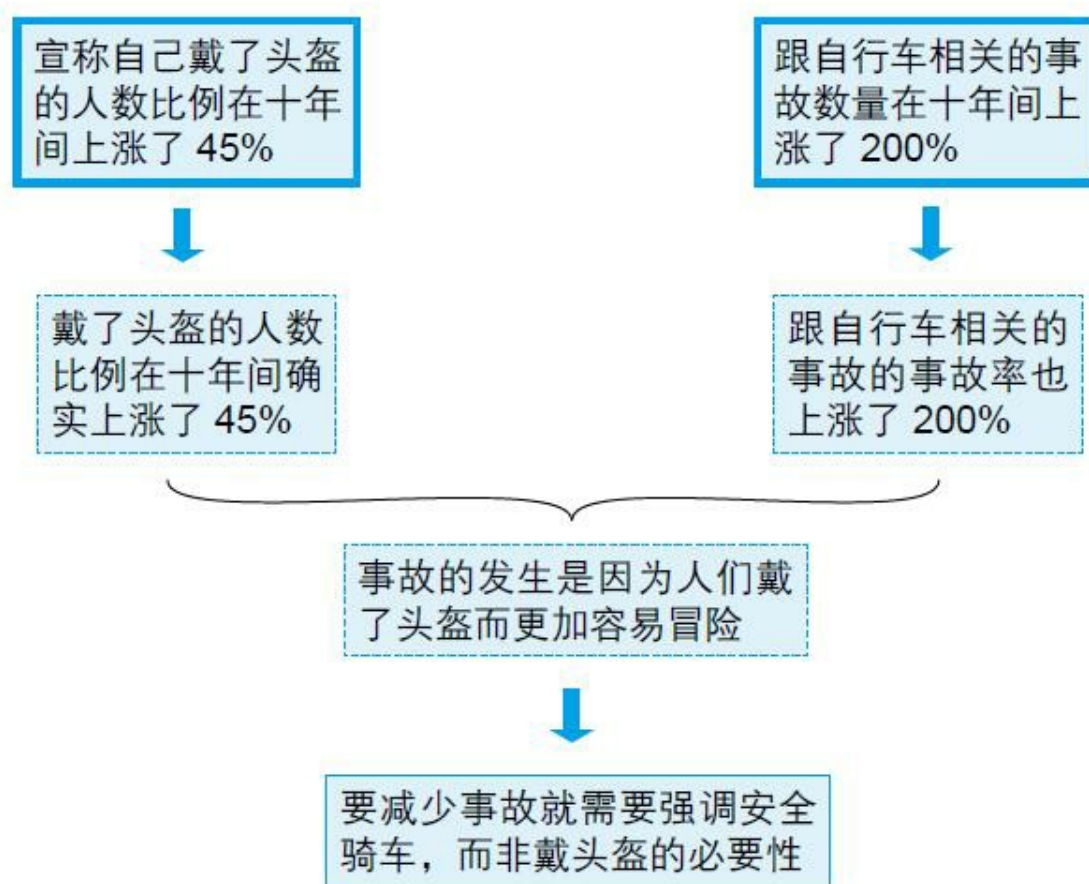 宣称自己戴了头盔
的人数比例在十年
间上涨了 45%
跟自行车相关的事
故数量在十年间上
涨了 200%
戴了头盔的人数
比例在十年间确
实上涨了 45%
跟自行车相关的
事故的事故率也
上涨了 200%
事故的发生是因为人们戴
了头盔而更加容易冒险
要减少事故就需要强调安全
骑车，而非戴头盔的必要性